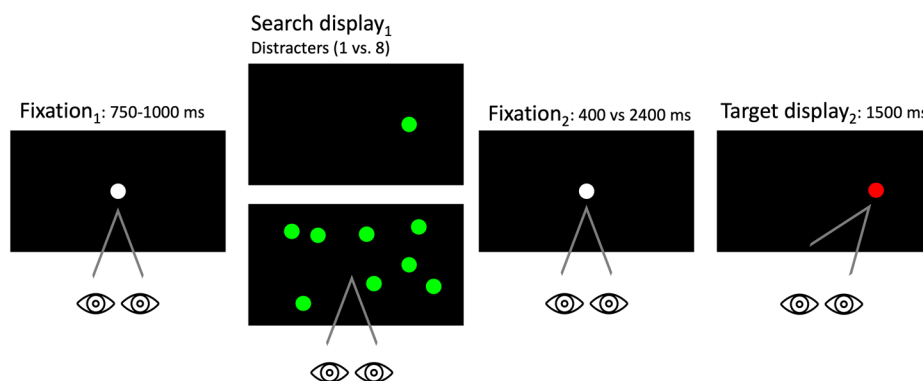 Search display₁
Distracters (1 vs. 8)
Fixation₁: 750-1000 ms
Fixation₂: 400 vs 2400 ms
Target display₂: 1500 ms